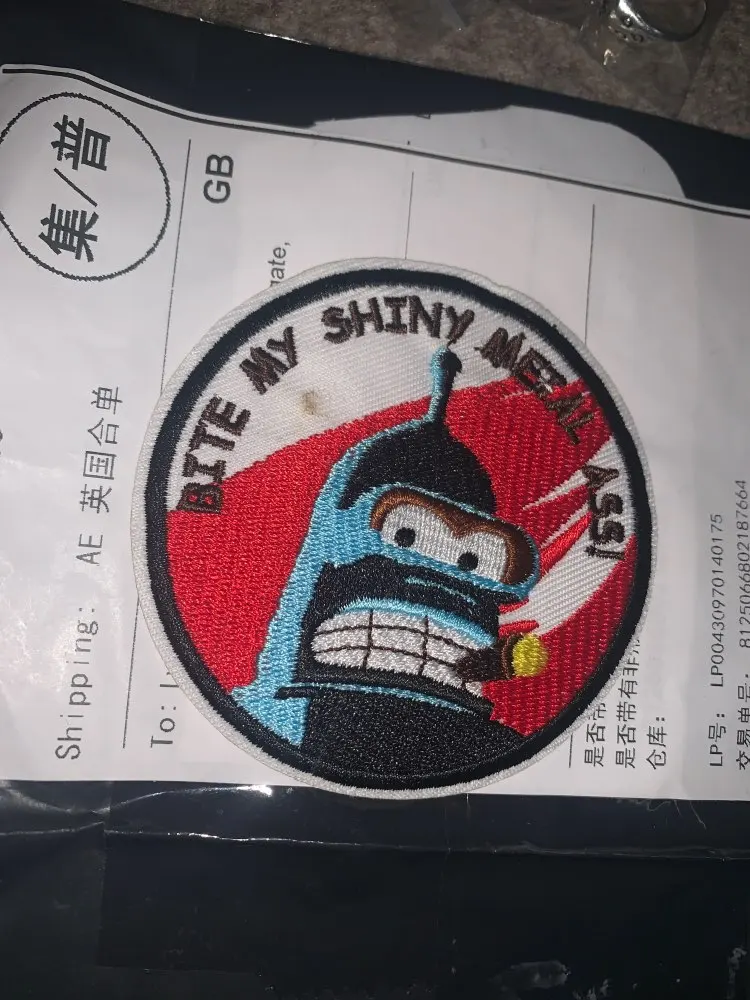 BITE MY SHINY METAL ASS!
集/普
GB
Shipping: AE 英国合单
To:
是否带
是否带有非
仓库:
LP号: LP00430970140175
交易单号: 8125066802187664